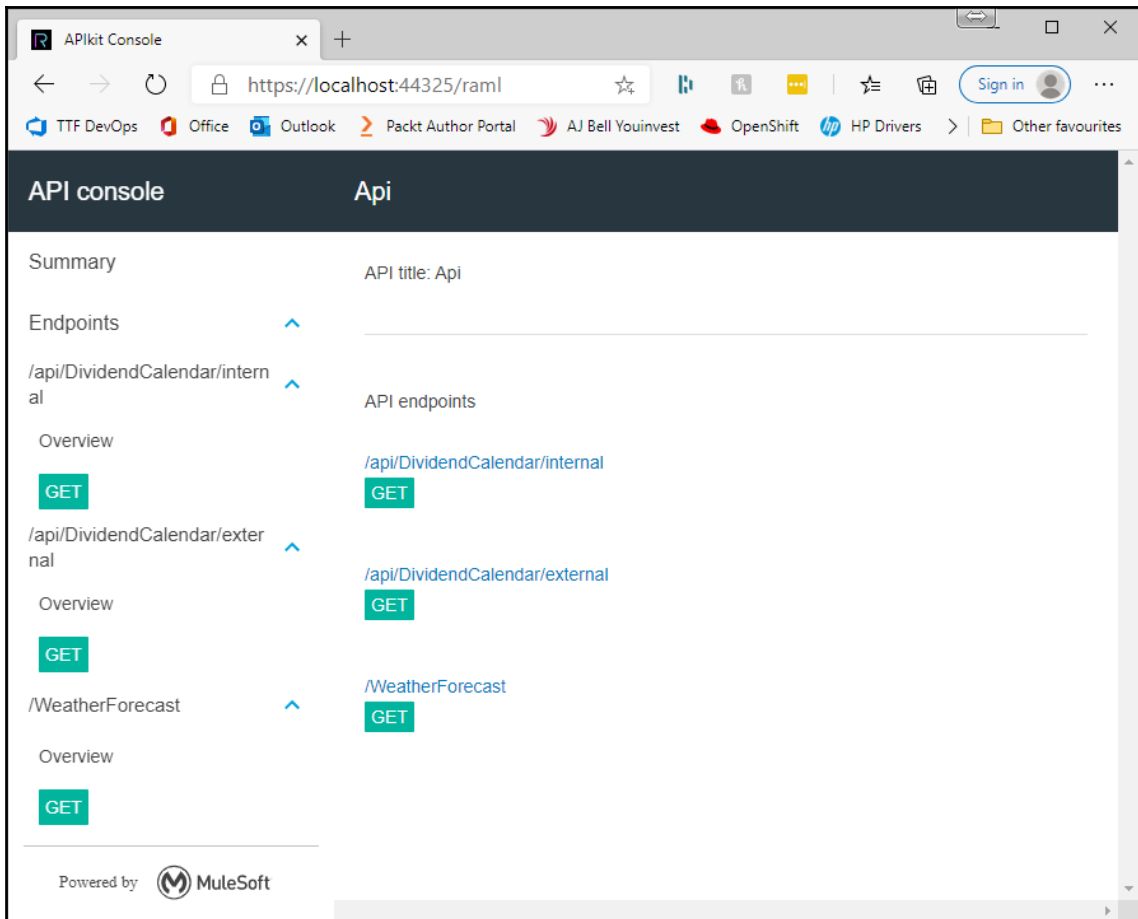 APIkit Console
https://localhost:44325/raml
Sign in
TTF DevOps Office Outlook Packt Author Portal AJ Bell Youinvest OpenShift HP Drivers Other favourites
API console
Api
Summary
Endpoints
/api/DividendCalendar/intern
al
Overview
GET
/api/DividendCalendar/exter
nal
Overview
GET
/WeatherForecast
Overview
GET
Powered by MuleSoft
API title: Api
API endpoints
/api/DividendCalendar/internal
GET
/api/DividendCalendar/external
GET
/WeatherForecast
GET